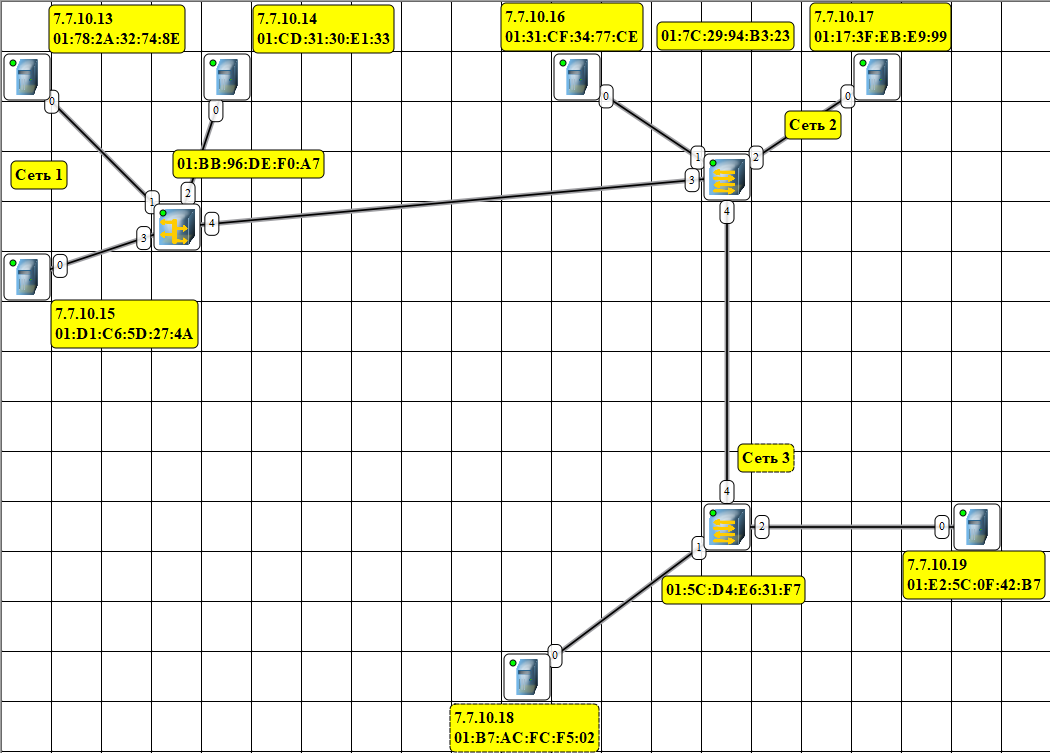 7.7.10.13
01:78:2A:32:74:8E
7.7.10.14
01:CD:31:30:E1:33
7.7.10.16
01:31:CF:34:77:CE
01:7C:29:94:B3:23
7.7.10.17
01:17:3F:EB:E9:99
0
0
0
0
Сеть 2
Сеть 1
01:BB:96:DE:F0:A7
1
2
3
4
1
2
3
4
0
7.7.10.15
01:D1:C6:5D:27:4A
Сеть 3
4
2
0
1
7.7.10.19
01:E2:5C:0F:42:B7
01:5C:D4:E6:31:F7
0
7.7.10.18
01:B7:AC:FC:F5:02